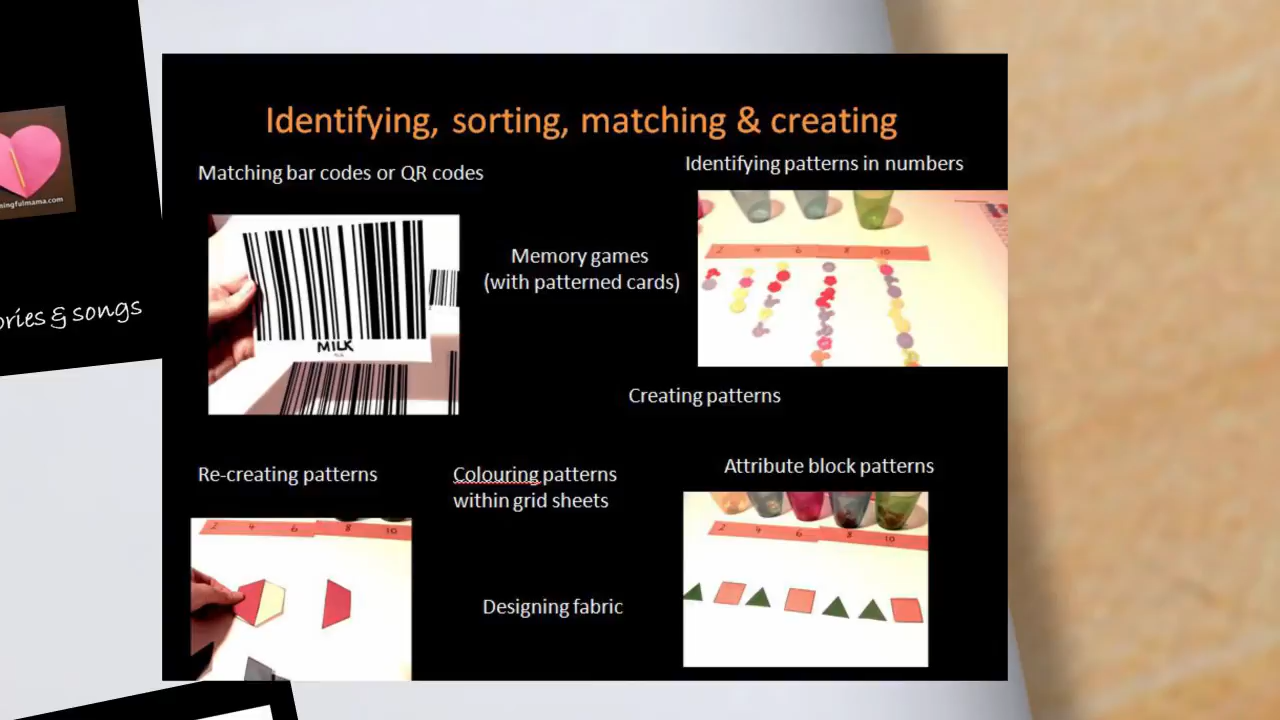 Identifying, sorting, matching & creating
Matching bar codes or QR codes
Identifying patterns in numbers
Memory games
(with patterned cards)
2 4 6 8 10
MILK
Creating patterns
Re-creating patterns
Colouring patterns
within grid sheets
Attribute block patterns
2 4 6 8 10
2 4 6 8 10
Designing fabric
& songs